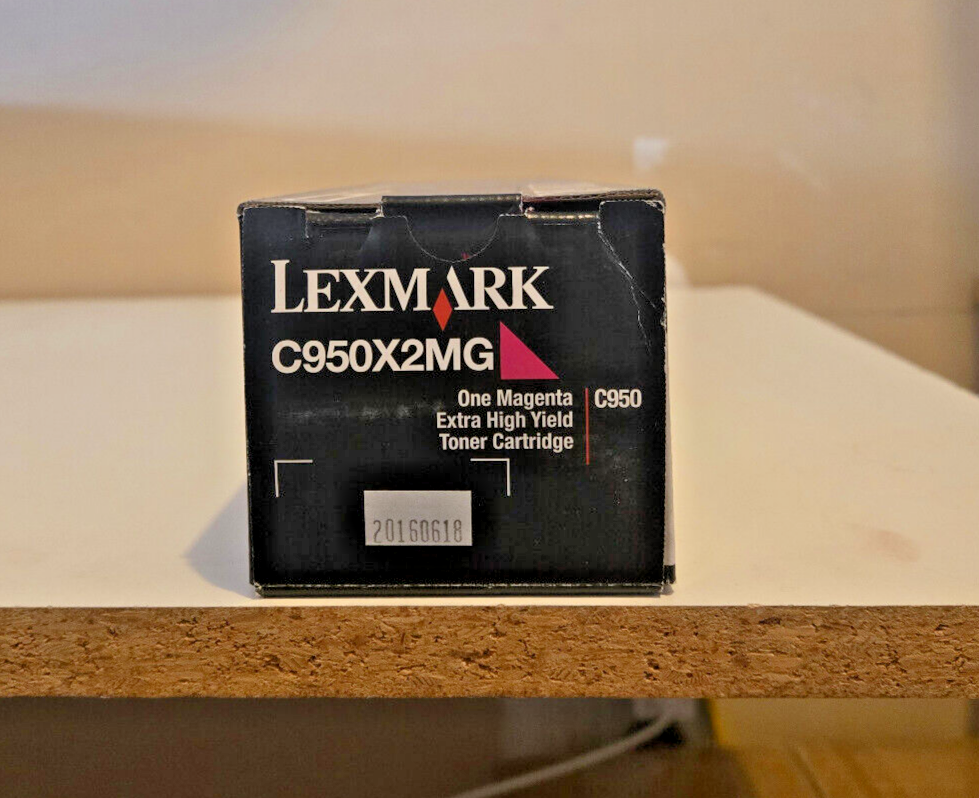 LEXMARK
C950X2MG
One Magenta
Extra High Yield
Toner Cartridge
C950
20160618